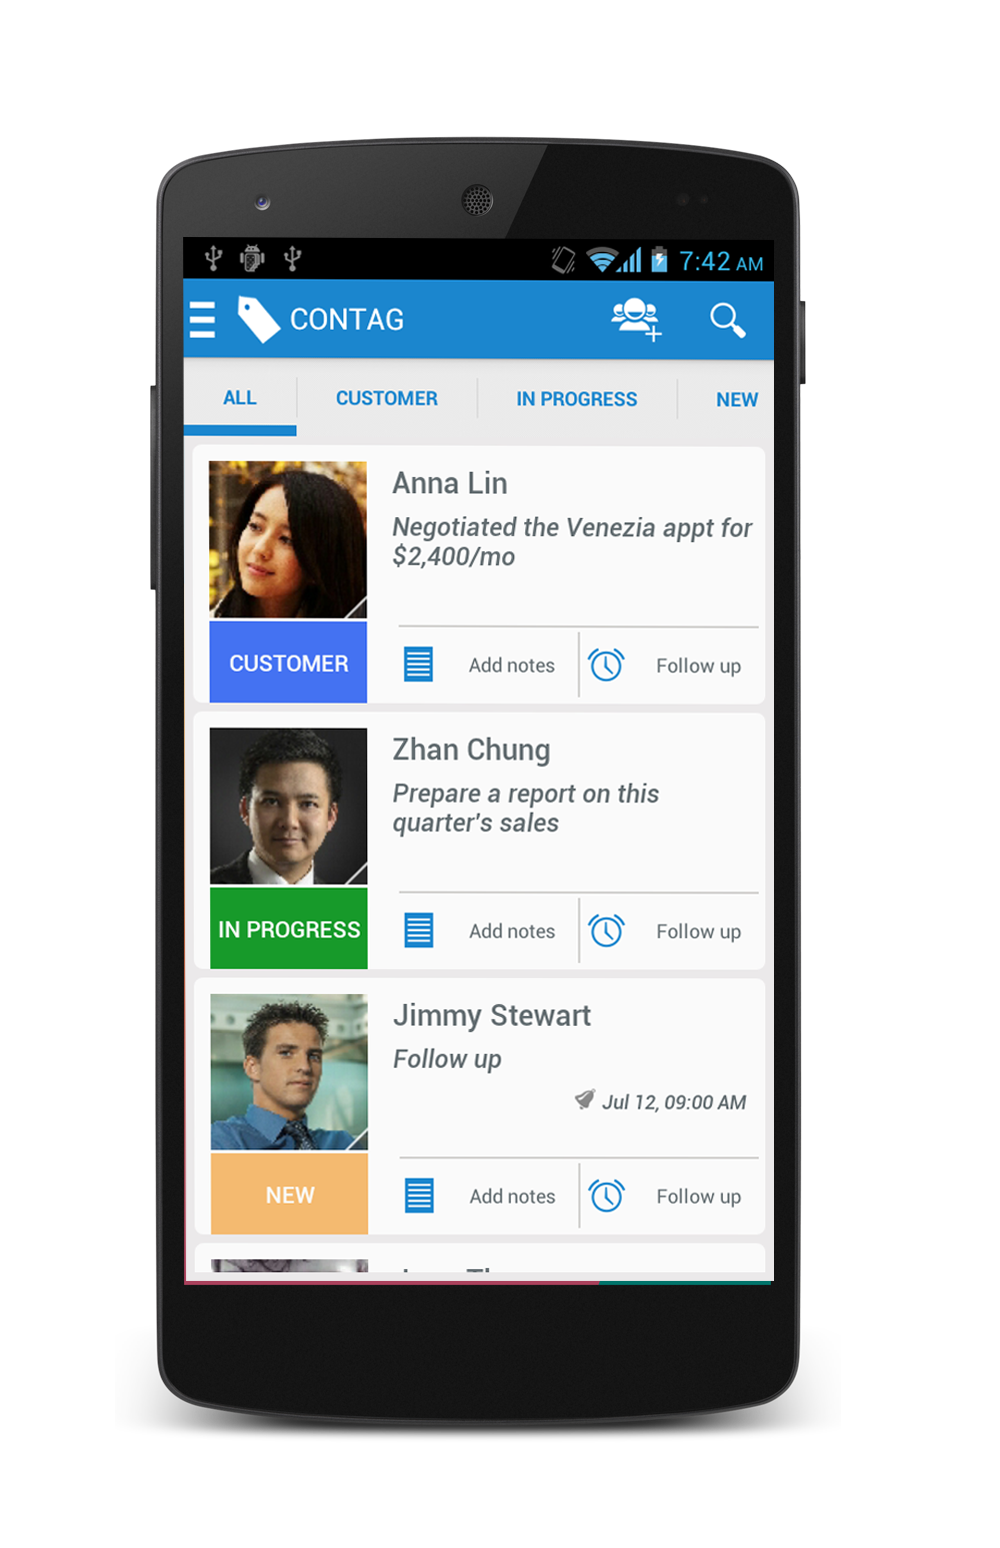 7:42 AM
CONTAG
ALL
CUSTOMER
IN PROGRESS
NEW
Anna Lin
Negotiated the Venezia appt for
$2,400/mo
CUSTOMER
Add notes
Follow up
Zhan Chung
Prepare a report on this
quarter's sales
IN PROGRESS
Add notes
Follow up
Jimmy Stewart
Follow up
Jul 12, 09:00 AM
NEW
Add notes
Follow up